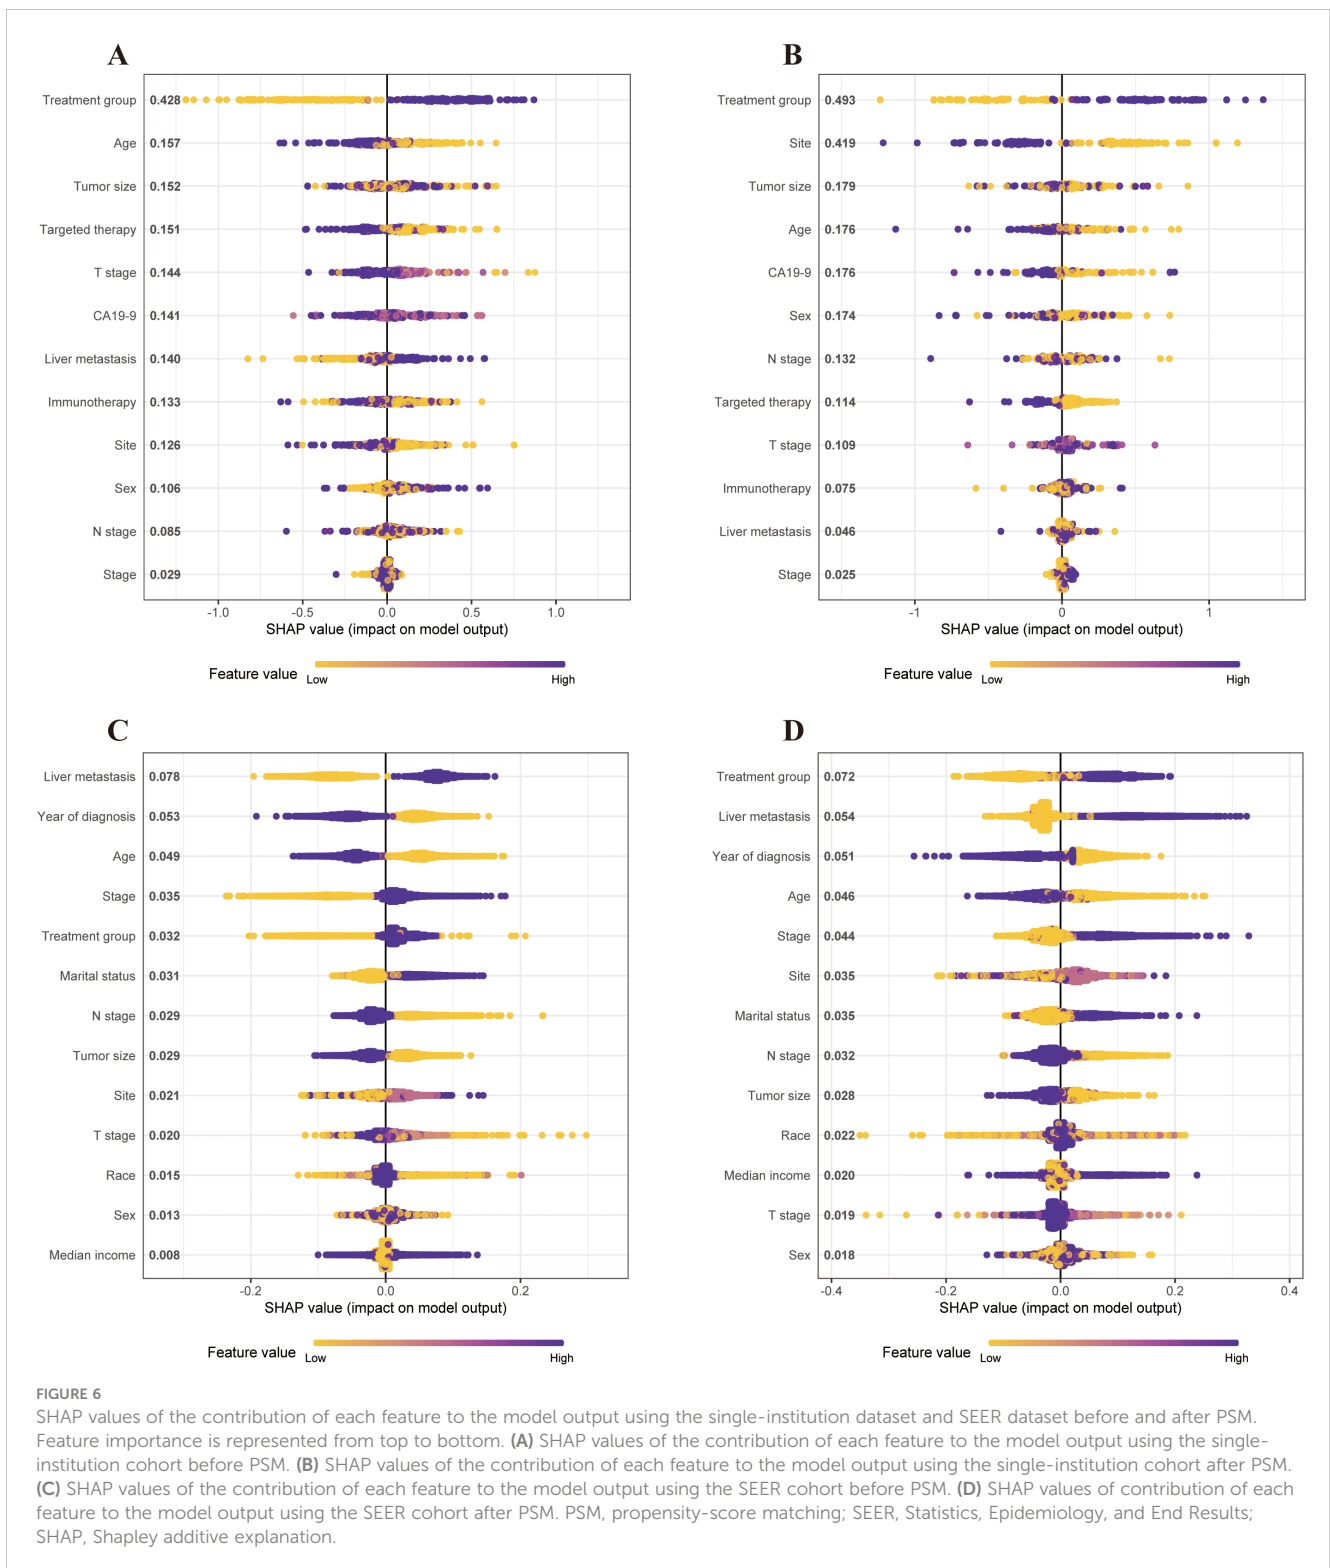 A
Treatment group 0.428
Age 0.157
Tumor size 0.152
Targeted therapy 0.151
T stage 0.144
CA19-9 0.141
Liver metastasis 0.140
Immunotherapy 0.133
Site 0.126
Sex 0.106
N stage 0.085
Stage 0.029
-1.0 -0.5 0.0 0.5 1.0
SHAP value (impact on model output)
Feature value Low High
B
Treatment group 0.493
Site 0.419
Tumor size 0.179
Age 0.176
CA19-9 0.176
Sex 0.174
N stage 0.132
Targeted therapy 0.114
T stage 0.109
Immunotherapy 0.075
Liver metastasis 0.046
Stage 0.025
-1 0 1
SHAP value (impact on model output)
Feature value Low High
C
Liver metastasis 0.078
Year of diagnosis 0.053
Age 0.049
Stage 0.035
Treatment group 0.032
Marital status 0.031
N stage 0.029
Tumor size 0.029
Site 0.021
T stage 0.020
Race 0.015
Sex 0.013
Median income 0.008
-0.2 0.0 0.2
SHAP value (impact on model output)
Feature value Low High
D
Treatment group 0.072
Liver metastasis 0.054
Year of diagnosis 0.051
Age 0.046
Stage 0.044
Site 0.035
Marital status 0.035
N stage 0.032
Tumor size 0.028
Race 0.022
Median income 0.020
T stage 0.019
Sex 0.018
-0.4 -0.2 0.0 0.2 0.4
SHAP value (impact on model output)
Feature value Low High
FIGURE 6
SHAP values of the contribution of each feature to the model output using the single-institution dataset and SEER dataset before and after PSM.
Feature importance is represented from top to bottom. (A) SHAP values of the contribution of each feature to the model output using the single-
institution cohort before PSM. (B) SHAP values of the contribution of each feature to the model output using the single-institution cohort after PSM.
(C) SHAP values of the contribution of each feature to the model output using the SEER cohort before PSM. (D) SHAP values of contribution of each
feature to the model output using the SEER cohort after PSM. PSM, propensity-score matching; SEER, Statistics, Epidemiology, and End Results;
SHAP, Shapley additive explanation.